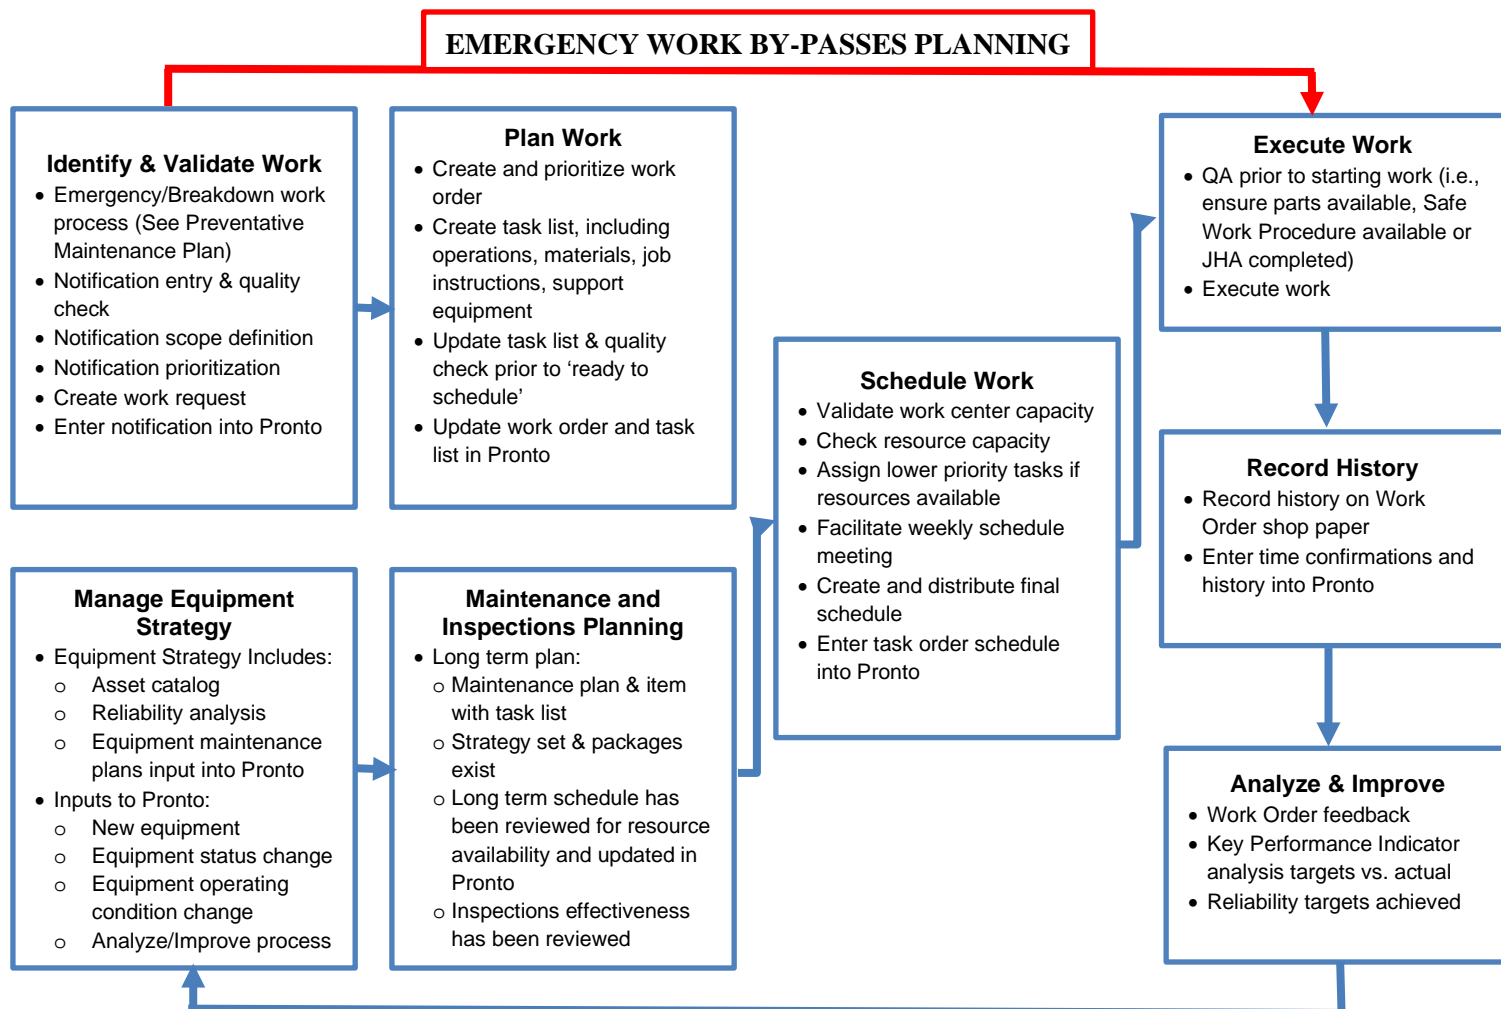 EMERGENCY WORK BY-PASSES PLANNING
Identify & Validate Work
• Emergency/Breakdown work
process (See Preventative
Maintenance Plan)
• Notification entry & quality
check
• Notification scope definition
• Notification prioritization
• Create work request
• Enter notification into Pronto
Plan Work
• Create and prioritize work
order
• Create task list, including
operations, materials, job
instructions, support
equipment
• Update task list & quality
check prior to ‘ready to
schedule’
• Update work order and task
list in Pronto
Manage Equipment
Strategy
• Equipment Strategy Includes:
o Asset catalog
o Reliability analysis
o Equipment maintenance
plans input into Pronto
• Inputs to Pronto:
o New equipment
o Equipment status change
o Equipment operating
condition change
o Analyze/Improve process
Maintenance and
Inspections Planning
• Long term plan:
o Maintenance plan & item
with task list
o Strategy set & packages
exist
o Long term schedule has
been reviewed for resource
availability and updated in
Pronto
o Inspections effectiveness
has been reviewed
Schedule Work
• Validate work center capacity
• Check resource capacity
• Assign lower priority tasks if
resources available
• Facilitate weekly schedule
meeting
• Create and distribute final
schedule
• Enter task order schedule
into Pronto
Execute Work
• QA prior to starting work (i.e.,
ensure parts available, Safe
Work Procedure available or
JHA completed)
• Execute work
Record History
• Record history on Work
Order shop paper
• Enter time confirmations and
history into Pronto
Analyze & Improve
• Work Order feedback
• Key Performance Indicator
analysis targets vs. actual
• Reliability targets achieved